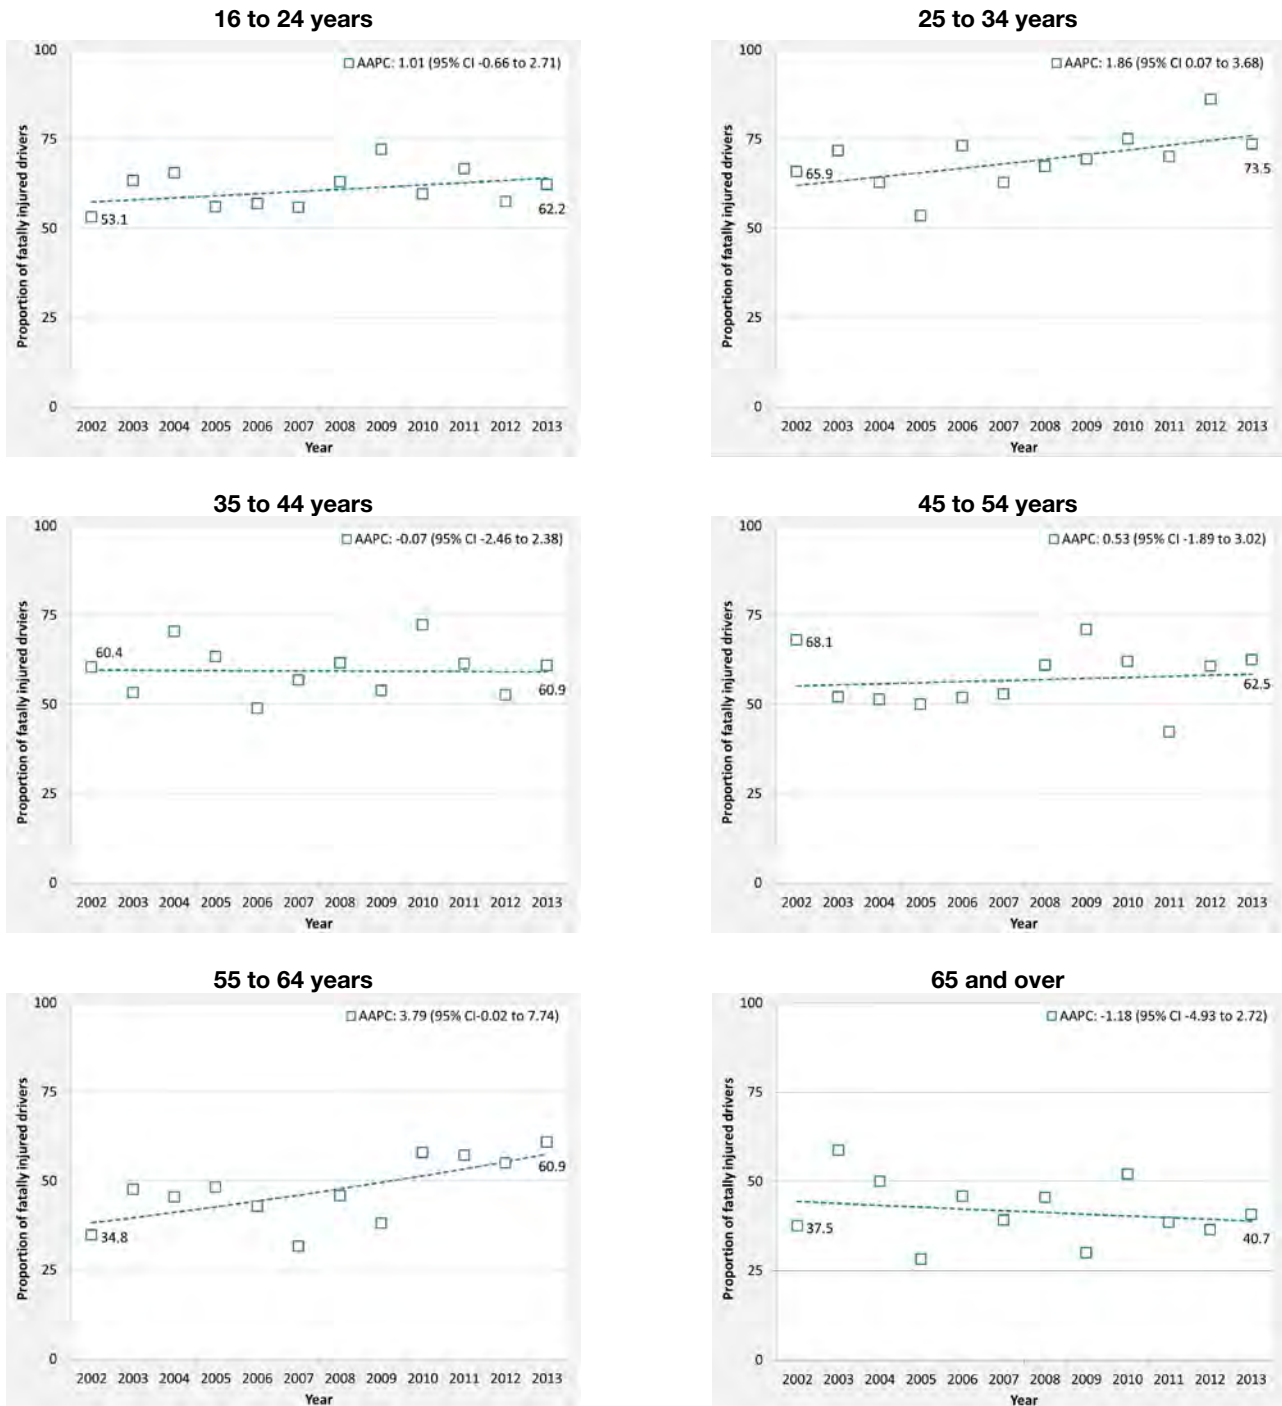 16 to 24 years
100
75
50
25
0
Proportion of fatally injured drivers
AAPC: 1.01 (95% CI -0.66 to 2.71)
53.1
62.2
2002 2003 2004 2005 2006 2007 2008 2009 2010 2011 2012 2013
Year
25 to 34 years
100
75
50
25
0
Proportion of fatally injured drivers
AAPC: 1.86 (95% CI 0.07 to 3.68)
65.9
73.5
2002 2003 2004 2005 2006 2007 2008 2009 2010 2011 2012 2013
Year
35 to 44 years
100
75
50
25
0
Proportion of fatally injured drviers
AAPC: -0.07 (95% CI -2.46 to 2.38)
60.4
60.9
2002 2003 2004 2005 2006 2007 2008 2009 2010 2011 2012 2013
Year
45 to 54 years
100
75
50
25
0
Proportion of fatally injured drivers
AAPC: 0.53 (95% CI -1.89 to 3.02)
68.1
62.5
2002 2003 2004 2005 2006 2007 2008 2009 2010 2011 2012 2013
Year
55 to 64 years
100
75
50
25
0
Proportion of fatally injured drivers
AAPC: 3.79 (95% CI-0.02 to 7.74)
34.8
60.9
2002 2003 2004 2005 2006 2007 2008 2009 2010 2011 2012 2013
Year
65 and over
100
75
50
25
0
Proportion of fatally injured drivers
AAPC: -1.18 (95% CI -4.93 to 2.72)
37.5
40.7
2002 2003 2004 2005 2006 2007 2008 2009 2010 2011 2012 2013
Year